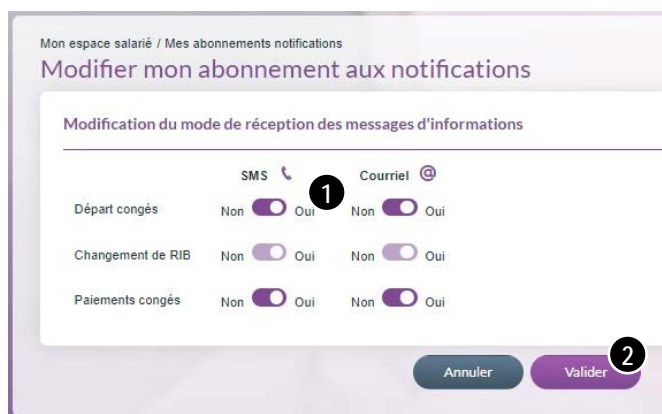 Mon espace salarié / Mes abonnements notifications
Modifier mon abonnement aux notifications
Modification du mode de réception des messages d'informations
SMS Courriel @
1
Départ congés Non Oui Non Oui
Changement de RIB Non Oui Non Oui
Paiements congés Non Oui Non Oui
2
Annuler Valider